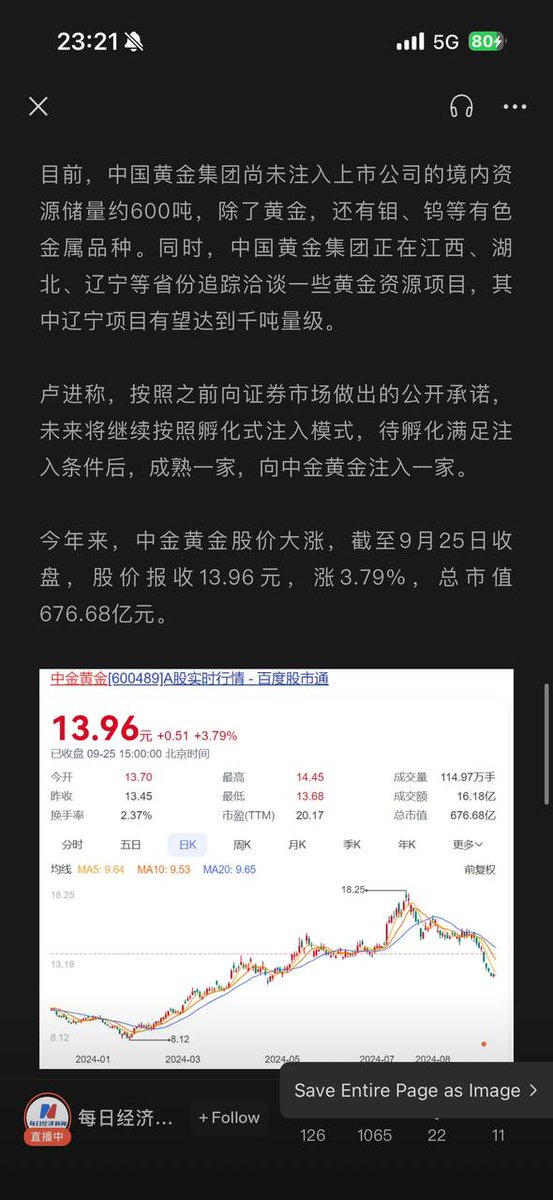 23:21
5G
80
目前，中国黄金集团尚未注入上市公司的境内资
源储量约600吨，除了黄金，还有钼、钨等有色
金属品种。同时，中国黄金集团正在江西、湖
北、辽宁等省份追踪洽谈一些黄金资源项目，其
中辽宁项目有望达到千吨量级。
卢进称，按照之前向证券市场做出的公开承诺，
未来将继续按照孵化式注入模式，待孵化满足注
入条件后，成熟一家，向中金黄金注入一家。
今年来，中金黄金股价大涨，截至9月25日收
盘，股价报收13.96元，涨3.79%，总市值
676.68亿元。
中金黄金[600489]A股实时行情 - 百度股市通
13.96元 +0.51 +3.79%
已收盘 09-25 15:00:00 北京时间
今开 13.70 最高 14.45 成交量 114.97万手
昨收 13.45 最低 13.68 成交额 16.18亿
换手率 2.37% 市盈(TTM) 20.17 总市值 676.68亿
分时 五日 日K 周K 月K 季K 年K 更多
均线 MA5: 9.64 MA10: 9.53 MA20: 9.65 前复权
18.25
18.25
13.18
8.12
8.12
2024-01 2024-03 2024-05 2024-07 2024-08
Save Entire Page as Image
每日经济新闻
直播中
每日经济... +Follow
126 1065 22 11